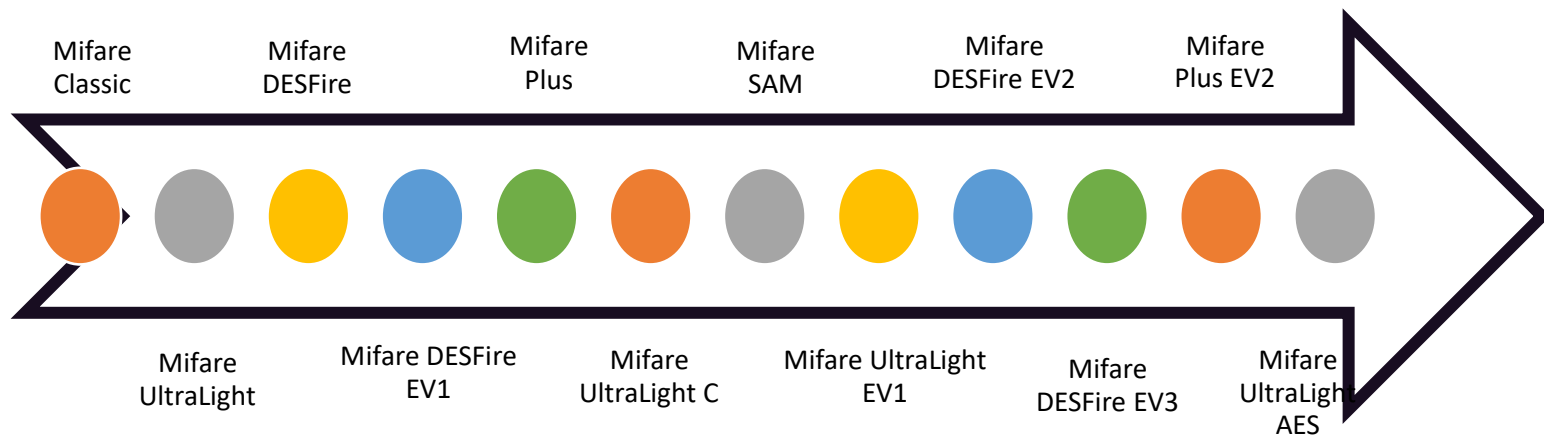 Mifare
Classic
Mifare
DESFire
Mifare
Plus
Mifare
SAM
Mifare
DESFire EV2
Mifare
Plus EV2
Mifare
UltraLight
Mifare DESFire
EV1
Mifare
UltraLight C
Mifare UltraLight
EV1
Mifare
DESFire EV3
Mifare
UltraLight
AES